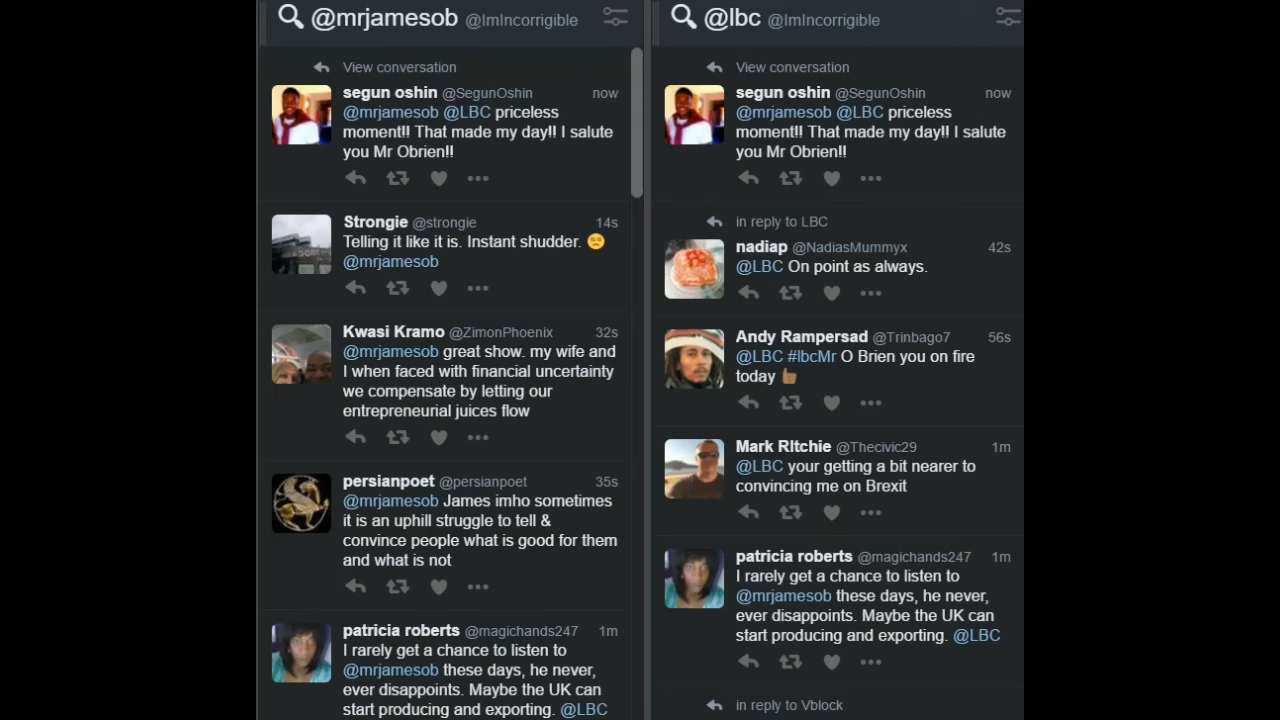 @mrjamesob @ImIncorrigible
View conversation
segun oshin @SegunOshin now
@mrjamesob @LBC priceless
moment!! That made my day!! I salute
you Mr Obrien!!
Strongie @strongie 14s
Telling it like it is. Instant shudder. 😒
@mrjamesob
Kwasi Kramo @ZimonPhoenix 32s
@mrjamesob great show. my wife and
I when faced with financial uncertainty
we compensate by letting our
entrepreneurial juices flow
persianpoet @persianpoet 35s
@mrjamesob James imho sometimes
it is an uphill struggle to tell &
convince people what is good for them
and what is not
patricia roberts @magichands247 1m
I rarely get a chance to listen to
@mrjamesob these days, he never,
ever disappoints. Maybe the UK can
start producing and exporting. @LBC
@lbc @ImIncorrigible
View conversation
segun oshin @SegunOshin now
@mrjamesob @LBC priceless
moment!! That made my day!! I salute
you Mr Obrien!!
in reply to LBC
nadiap @NadiasMummyx 42s
@LBC On point as always.
Andy Rampersad @Trinbago7 56s
@LBC #lbcMr O Brien you on fire
today 👍🏾
Mark RItchie @Thecivic29 1m
@LBC your getting a bit nearer to
convincing me on Brexit
patricia roberts @magichands247 1m
I rarely get a chance to listen to
@mrjamesob these days, he never,
ever disappoints. Maybe the UK can
start producing and exporting. @LBC
in reply to Vblock